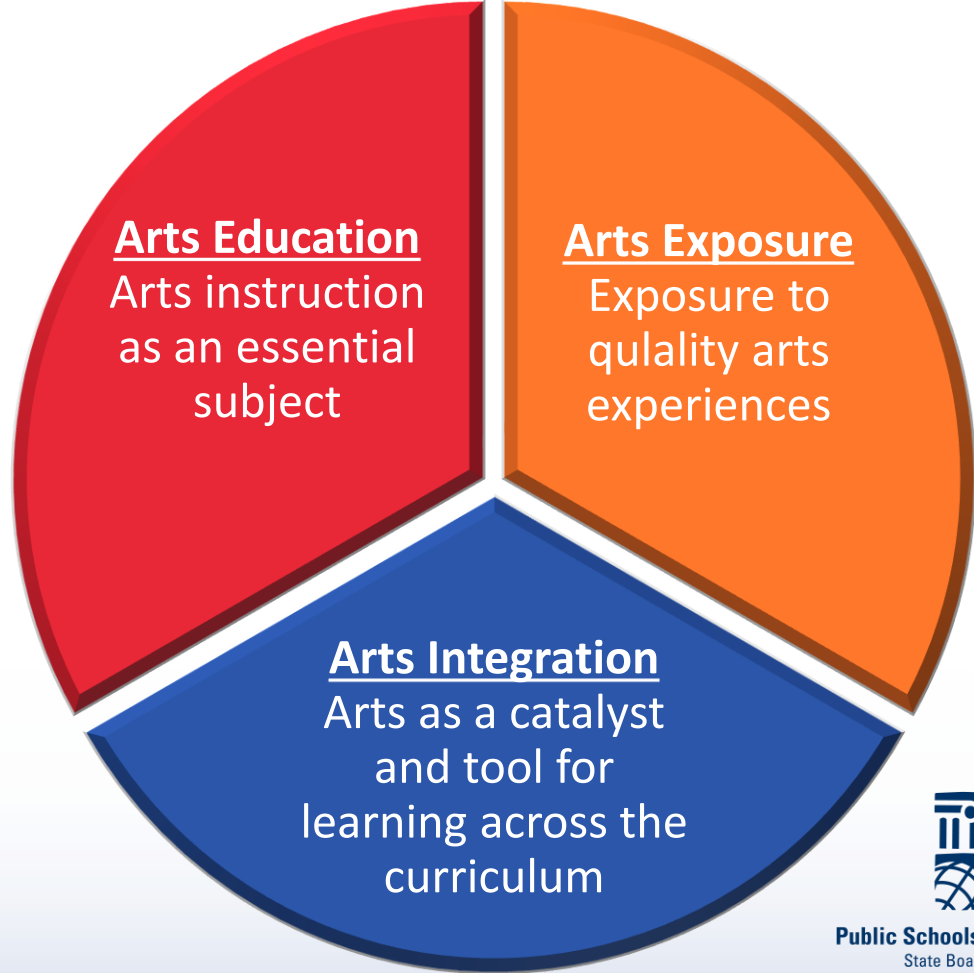 Arts Education
Arts instruction
as an essential
subject
Arts Exposure
Exposure to
qulality arts
experiences
Arts Integration
Arts as a catalyst
and tool for
learning across the
curriculum
Public Schools
State Boa